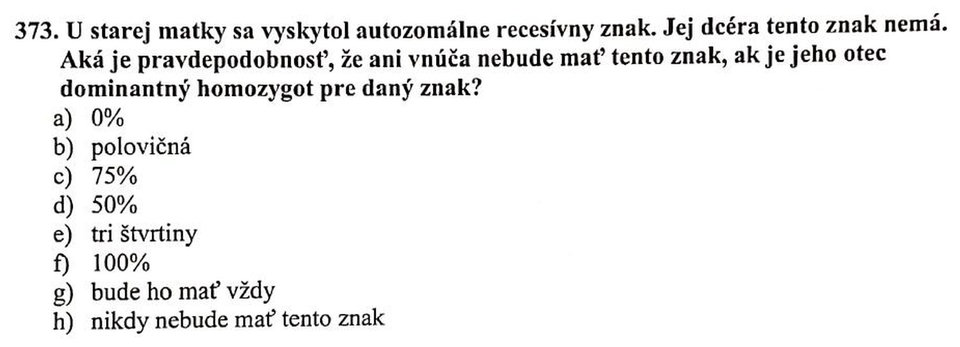 373. U starej matky sa vyskytol autozomálne recesívny znak. Jej dcéra tento znak nemá.
Aká je pravdepodobnosť, že ani vnúča nebude mať tento znak, ak je jeho otec
dominantný homozygot pre daný znak?
a) 0%
b) polovičná
c) 75%
d) 50%
e) tri štvrtiny
f) 100%
g) bude ho mať vždy
h) nikdy nebude mať tento znak